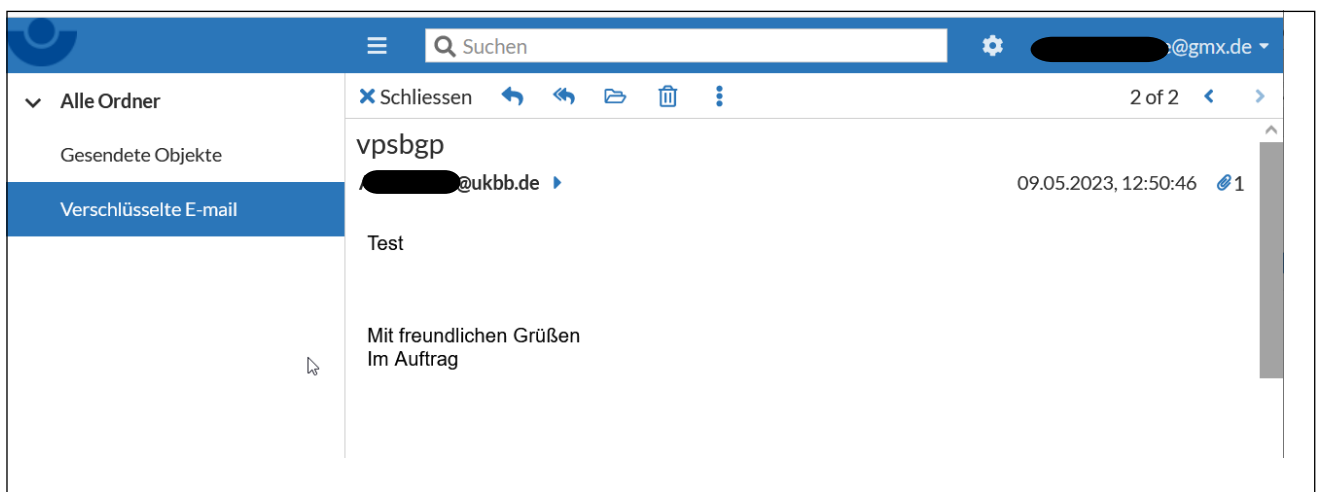 Suchen
@gmx.de
Alle Ordner
Schliessen
2 of 2
Gesendete Objekte
vpsbgp
@ukbb.de
09.05.2023, 12:50:46
1
Verschlüsselte E-mail
Test
Mit freundlichen Grüßen
Im Auftrag